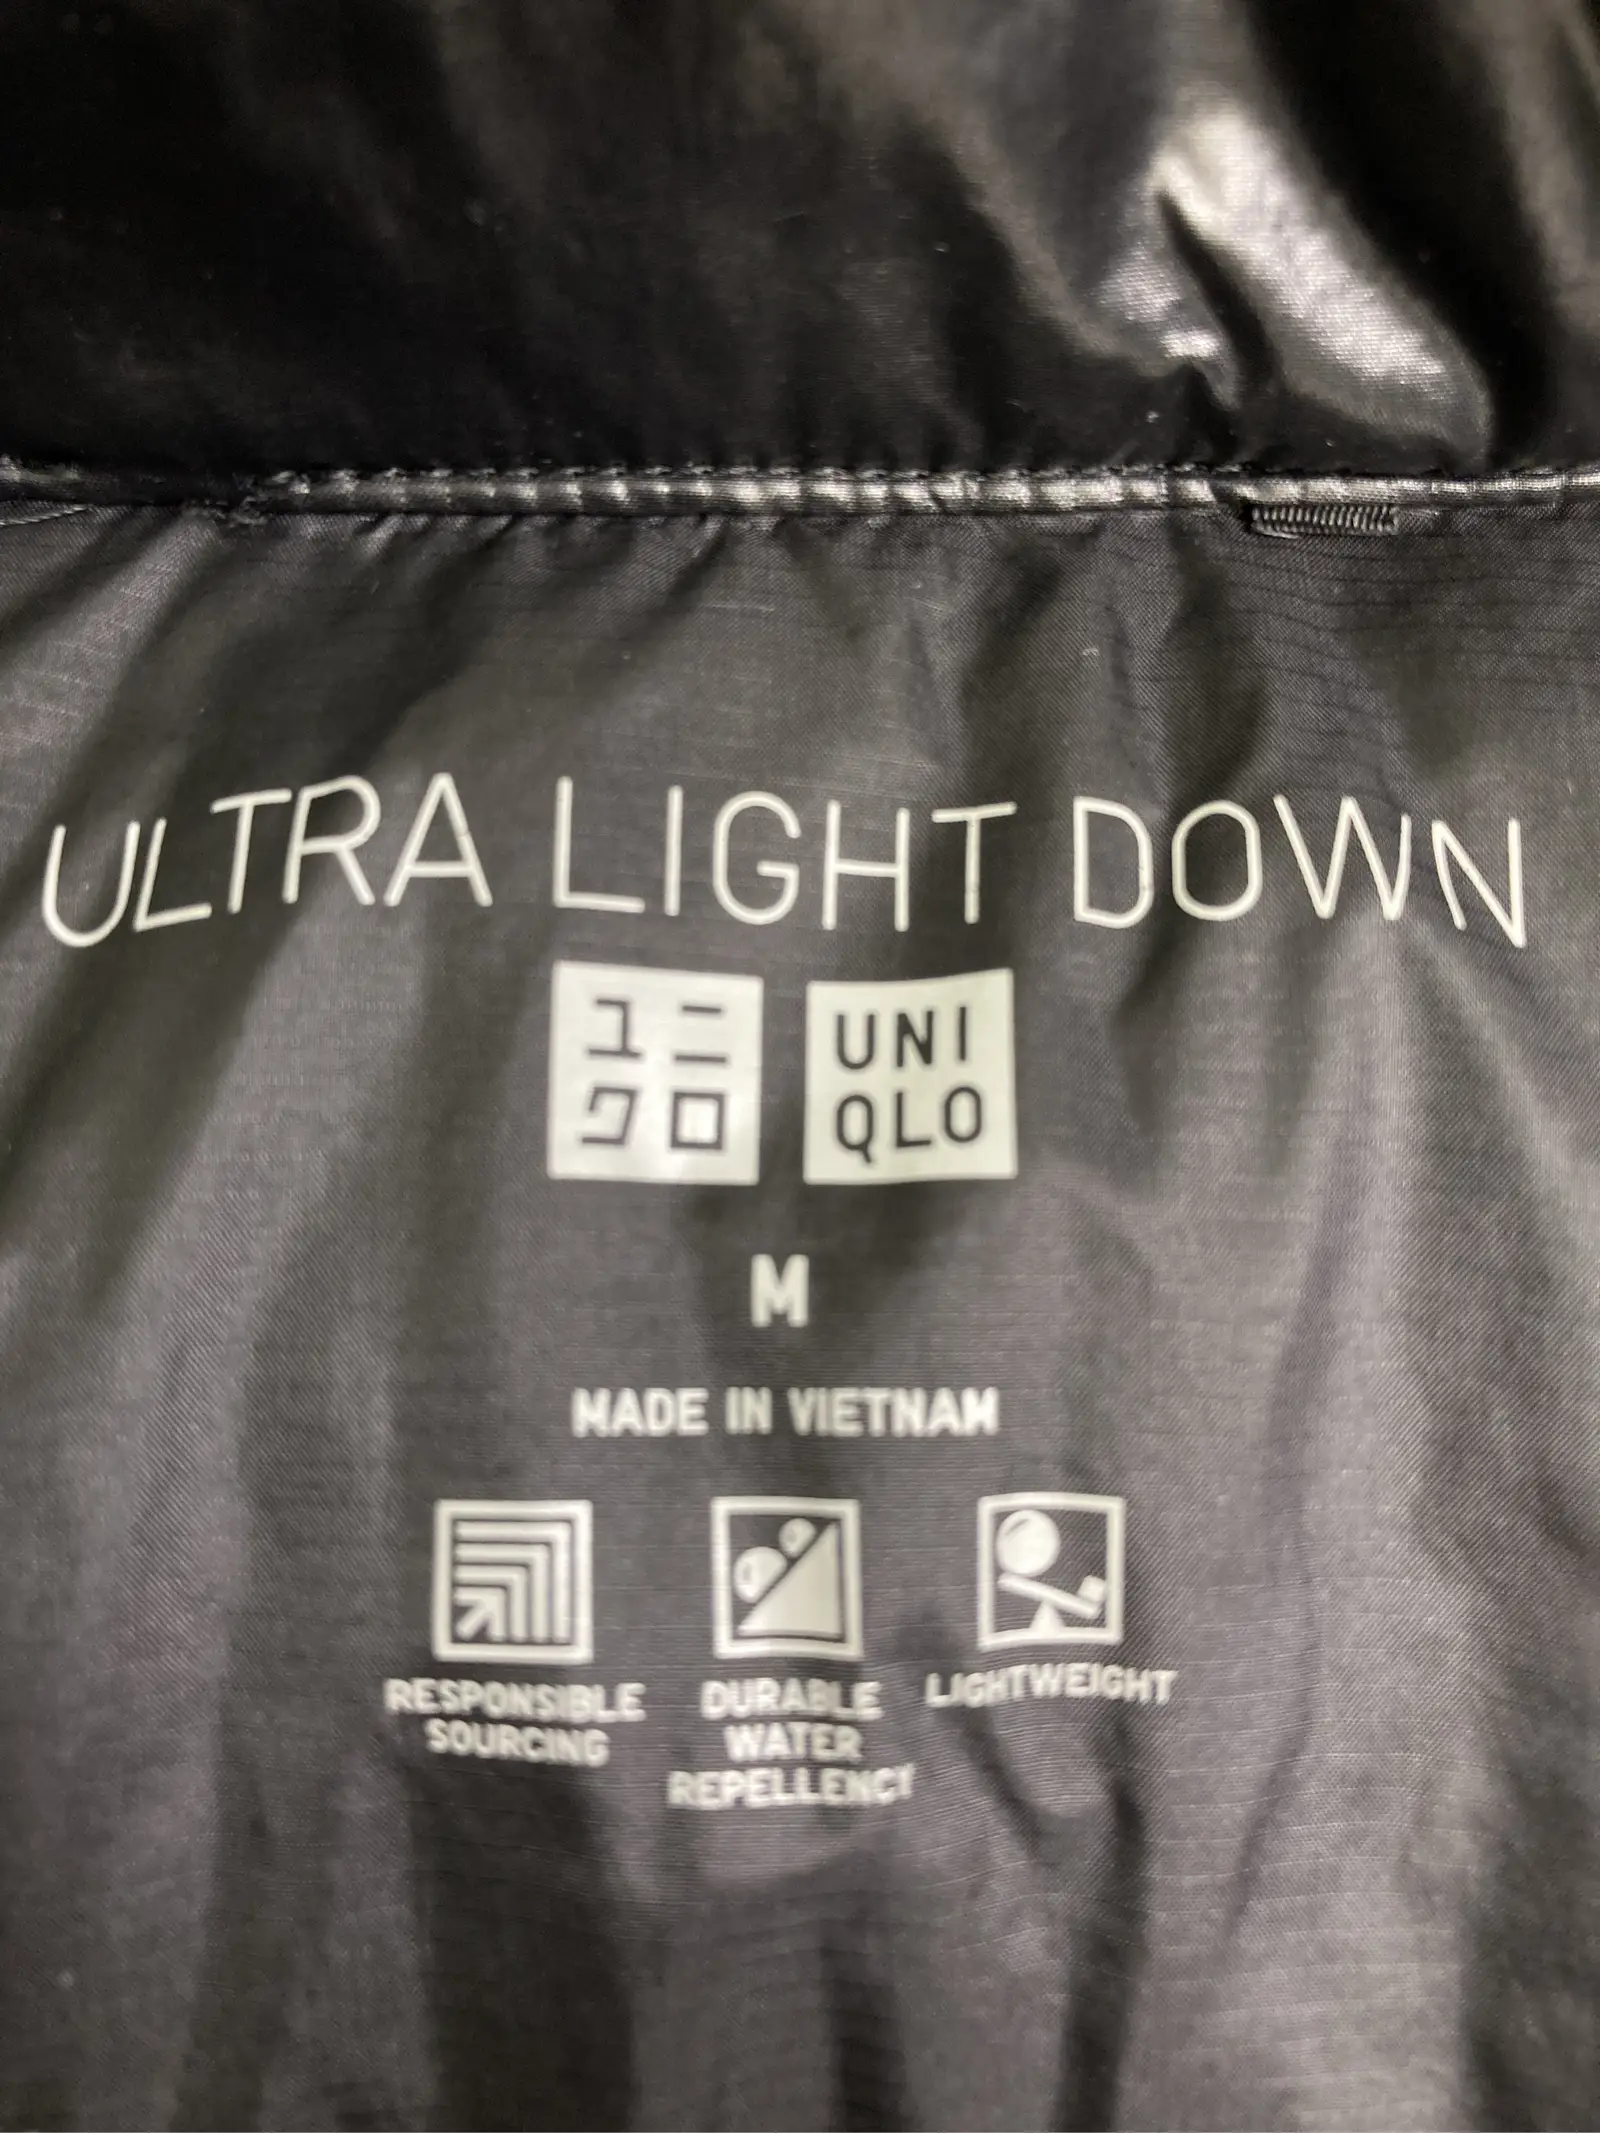 ULTRA LIGHT DOWN
ユニ
クロ
UNI
QLO
M
MADE IN VIETNAM
RESPONSIBLE
SOURCING
DURABLE
WATER
REPELLENCY
LIGHTWEIGHT